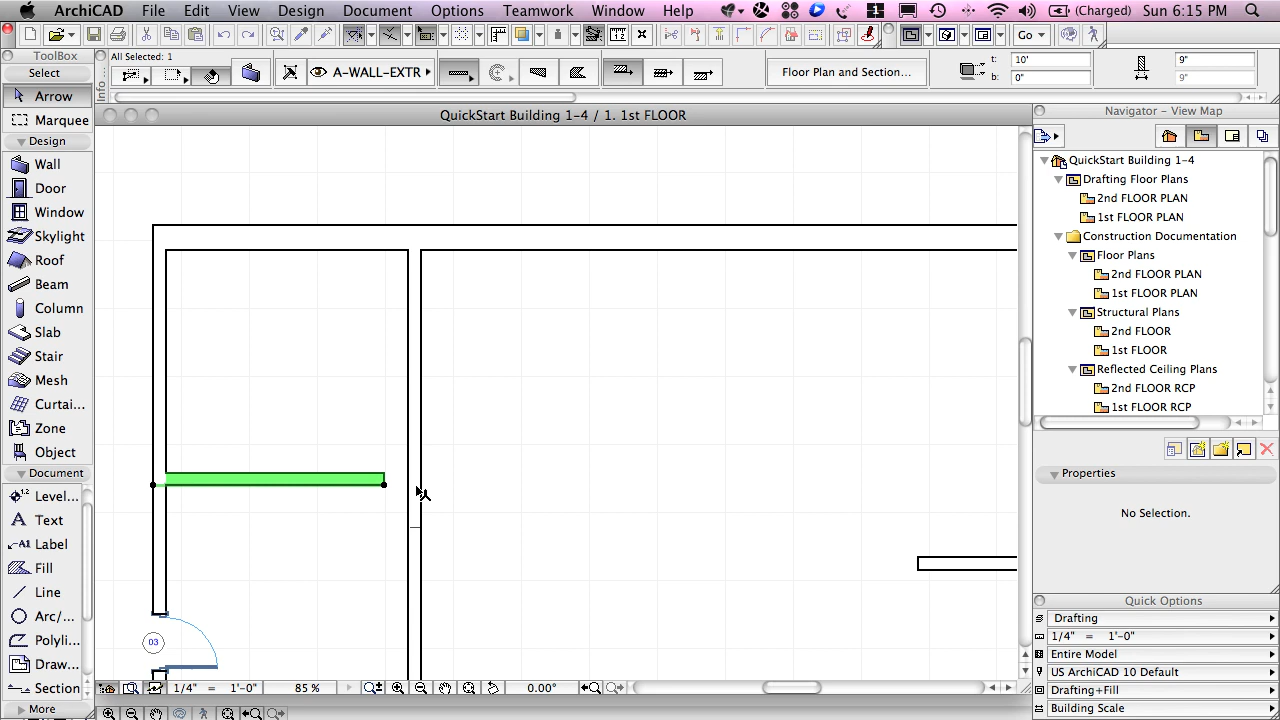 ArchiCAD File Edit View Design Document Options Teamwork Window Help 1 (Charged) Sun 6:15 PM
Go
ToolBox
Select
Arrow
Marquee
Design
Wall
Door
Window
Skylight
Roof
Beam
Column
Slab
Stair
Mesh
Curtai...
Zone
Object
Document
Level...
Text
A1 Label
Fill
Line
Arc/...
Polyli...
Draw...
Section
More
Info
All Selected: 1
A-WALL-EXTR
Floor Plan and Section...
t: 10'
b: 0"
9"
9"
QuickStart Building 1-4 / 1. 1st FLOOR
03
1/4" = 1'-0" 85 % 0.00°
Navigator - View Map
QuickStart Building 1-4
Drafting Floor Plans
2nd FLOOR PLAN
1st FLOOR PLAN
Construction Documentation
Floor Plans
2nd FLOOR PLAN
1st FLOOR PLAN
Structural Plans
2nd FLOOR
1st FLOOR
Reflected Ceiling Plans
2nd FLOOR RCP
1st FLOOR RCP
Properties
No Selection.
Quick Options
Drafting
1/4" = 1'-0"
Entire Model
US ArchiCAD 10 Default
Drafting+Fill
Building Scale